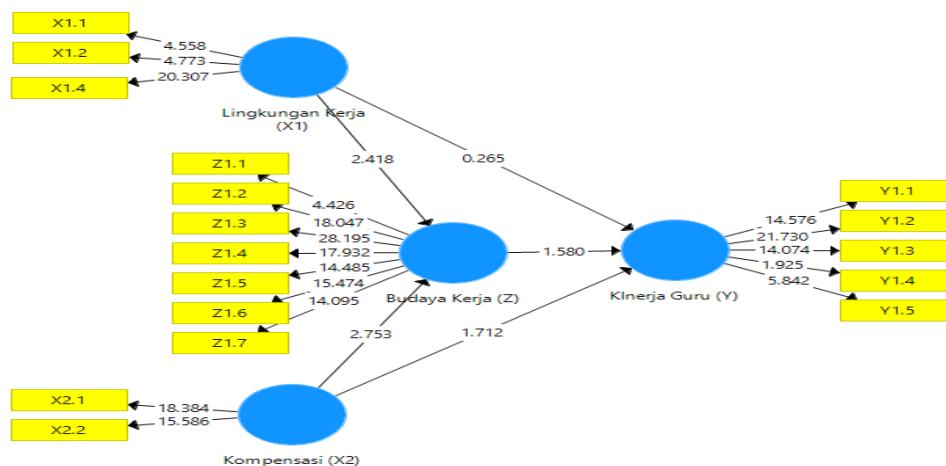 X1.1
X1.2
X1.4
4.558
4.773
20.307
Lingkungan Kerja
(X1)
2.418
0.265
Z1.1
Z1.2
Z1.3
Z1.4
Z1.5
Z1.6
Z1.7
4.426
18.047
28.195
17.932
14.485
15.474
14.095
Budaya Kerja (Z)
1.580
KInerja Guru (Y)
14.576
21.730
14.074
1.925
5.842
Y1.1
Y1.2
Y1.3
Y1.4
Y1.5
2.753
1.712
X2.1
X2.2
18.384
15.586
Kompensasi (X2)